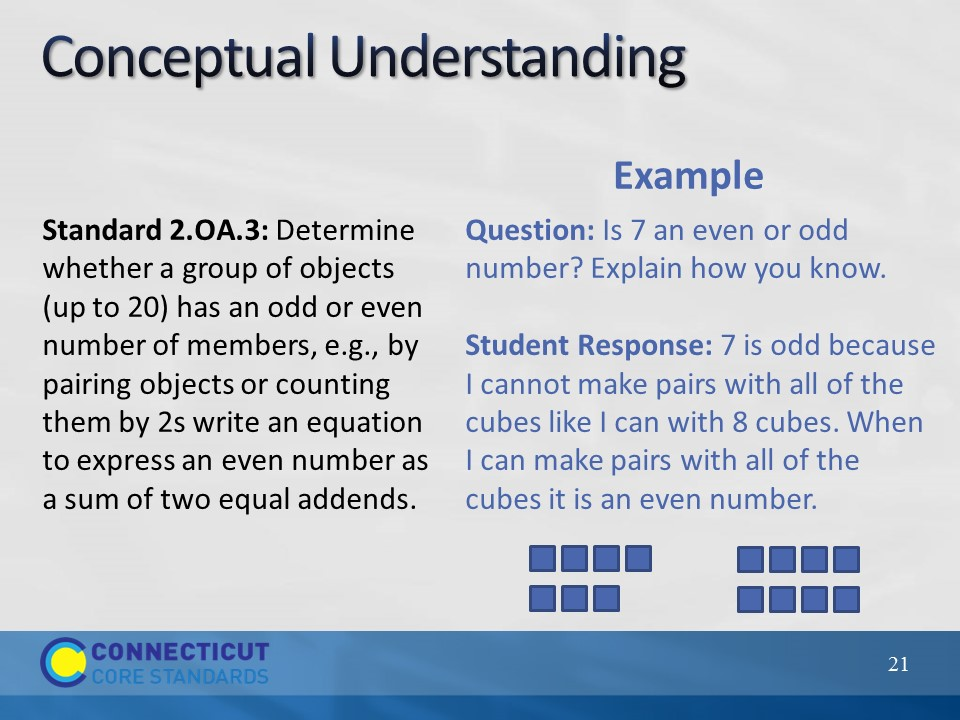 Conceptual Understanding
Standard 2.OA.3: Determine
whether a group of objects
(up to 20) has an odd or even
number of members, e.g., by
pairing objects or counting
them by 2s write an equation
to express an even number as
a sum of two equal addends.
Example
Question: Is 7 an even or odd
number? Explain how you know.
Student Response: 7 is odd because
I cannot make pairs with all of the
cubes like I can with 8 cubes. When
I can make pairs with all of the
cubes it is an even number.
CONNECTICUT
CORE STANDARDS
21